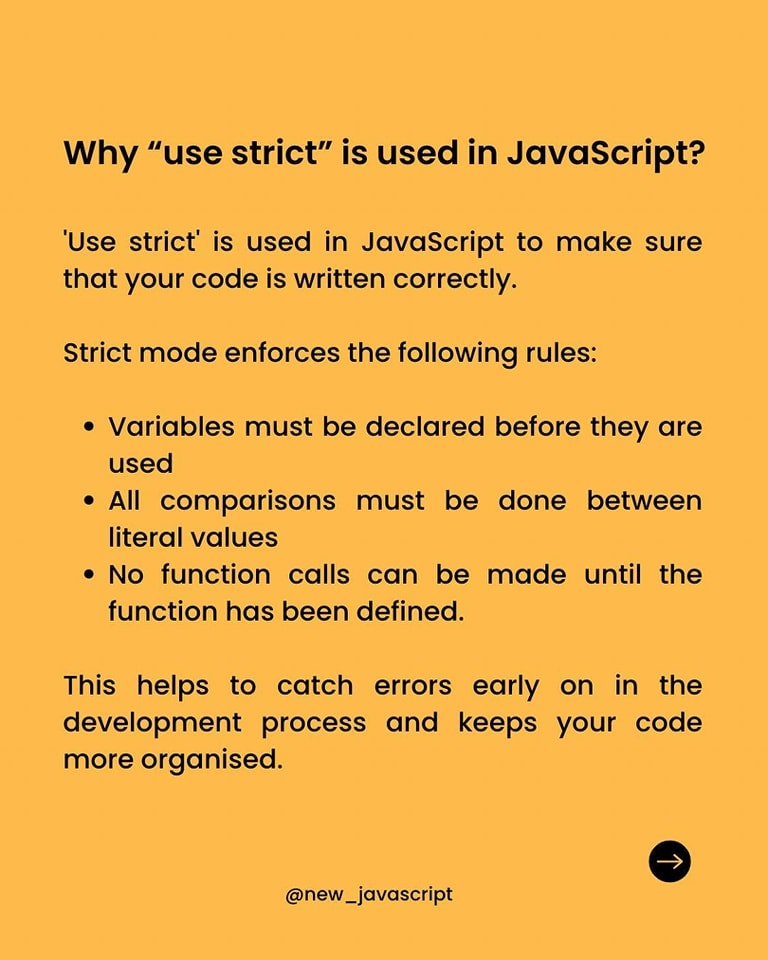 Why “use strict” is used in JavaScript?
'Use strict' is used in JavaScript to make sure
that your code is written correctly.
Strict mode enforces the following rules:
• Variables must be declared before they are
used
• All comparisons must be done between
literal values
• No function calls can be made until the
function has been defined.
This helps to catch errors early on in the
development process and keeps your code
more organised.
@new_javascript